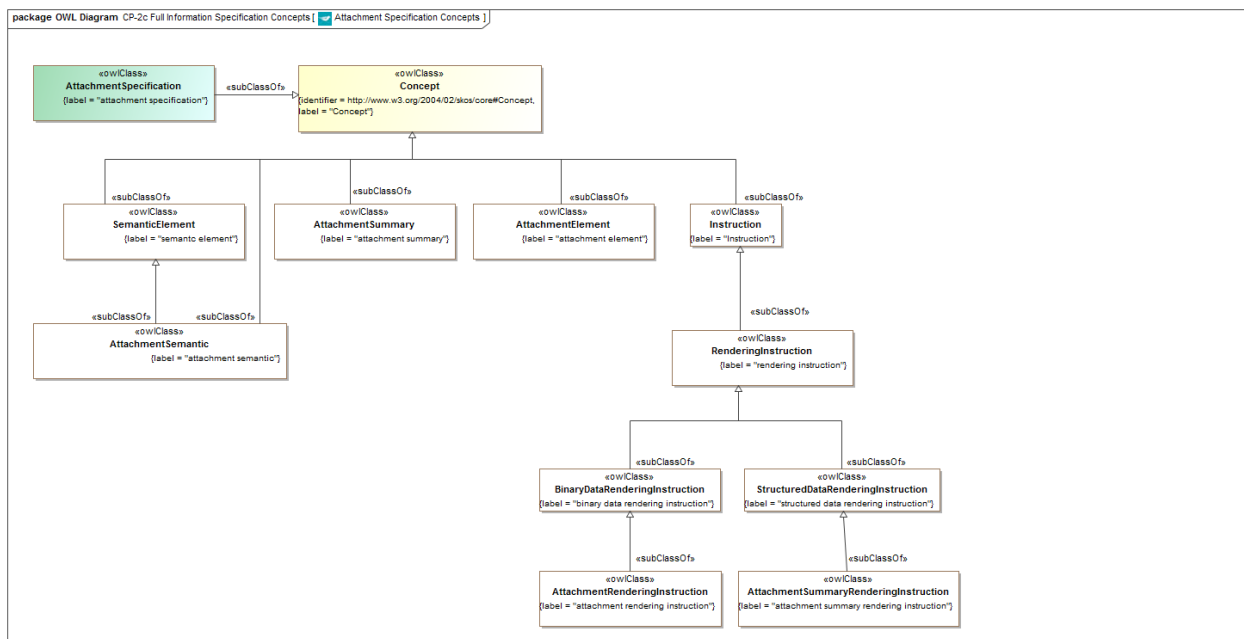 package OWL Diagram CP-2c Full Information Specification Concepts [ Attachment Specification Concepts ]
«owlClass»
AttachmentSpecification
{label = "attachment specification"}
«subClassOf»
«owlClass»
Concept
{identifier = http://www.w3.org/2004/02/skos/core#Concept,
label = "Concept"}
«subClassOf»
«owlClass»
SemanticElement
{label = "semantc element"}
«subClassOf»
«owlClass»
AttachmentSummary
{label = "attachment summary"}
«subClassOf»
«owlClass»
AttachmentElement
{label = "attachment element"}
«subClassOf»
«owlClass»
Instruction
{label = "Instruction"}
«subClassOf»
«subClassOf»
«owlClass»
AttachmentSemantic
{label = "attachment semantic"}
«subClassOf»
«owlClass»
RenderingInstruction
{label = "rendering instruction"}
«subClassOf»
«owlClass»
BinaryDataRenderingInstruction
{label = "binary data rendering instruction"}
«subClassOf»
«owlClass»
StructuredDataRenderingInstruction
{label = "structured data rendering instruction"}
«subClassOf»
«owlClass»
AttachmentRenderingInstruction
{label = "attachment rendering instruction"}
«subClassOf»
«owlClass»
AttachmentSummaryRenderingInstruction
{label = "attachment summary rendering instruction"}